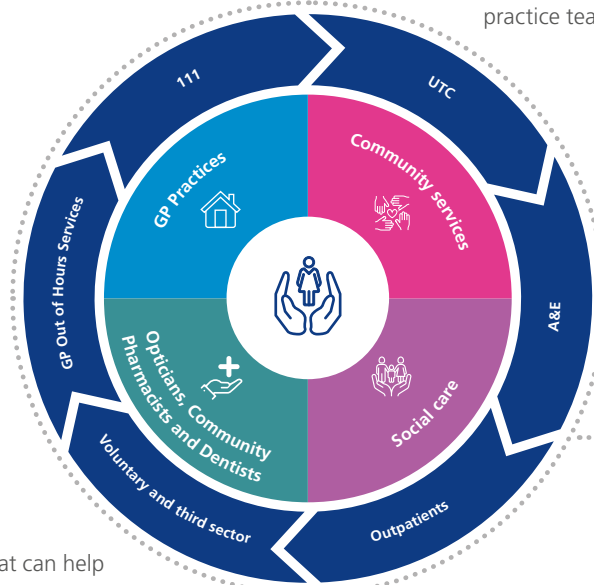 practice tea
111
UTC
GP Practices
Community services
GP Out of Hours Services
A&E
Opticians, Community
Pharmacists and Dentists
Social care
Voluntary and third sector
Outpatients
at can help